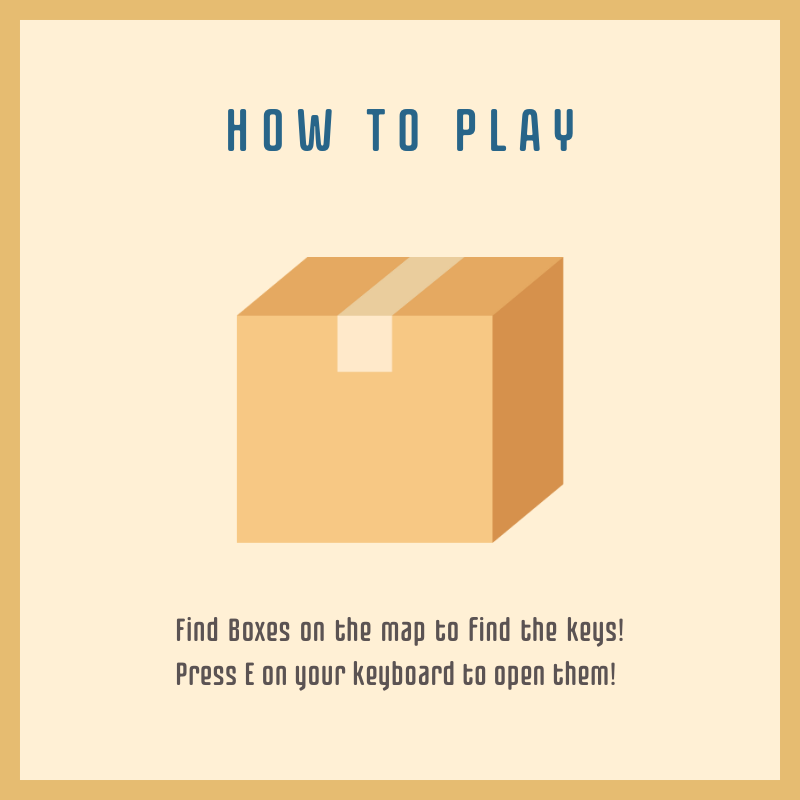 HOW TO PLAY
Find Boxes on the map to find the keys!
Press E on your keyboard to open them!